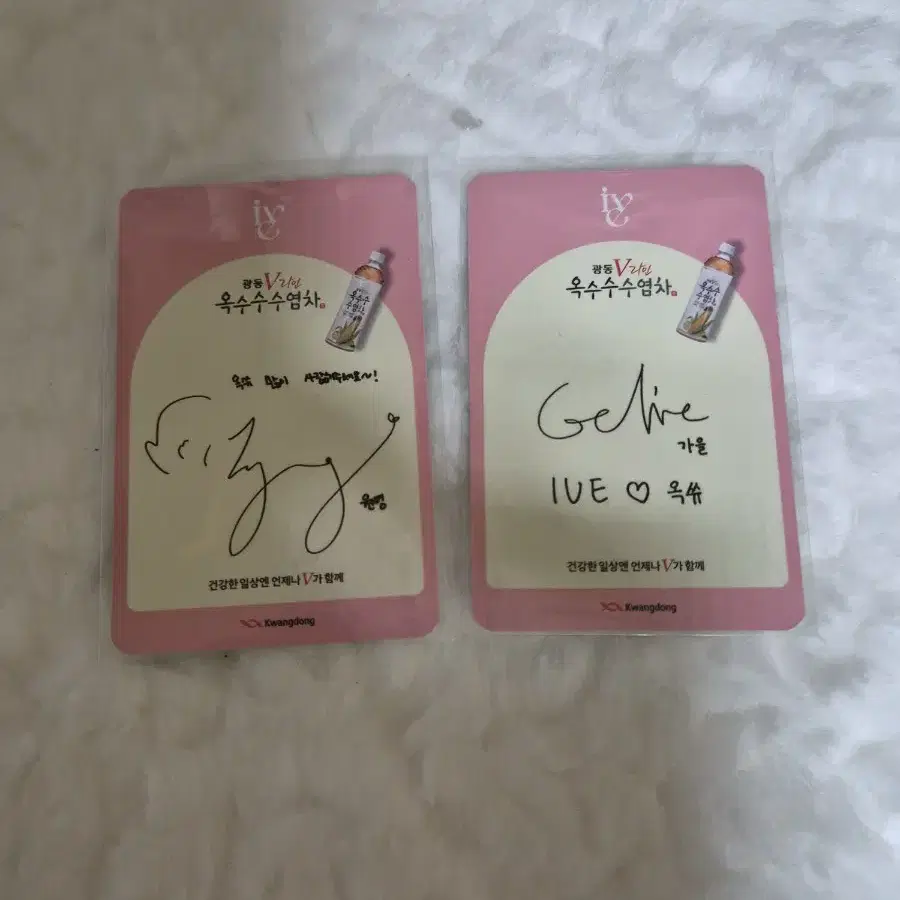 IVE
광동 V라인
옥수수수염차
옥수수
수염차
옥쑤 많이 사랑해주세요~!
원영
건강한 일상엔 언제나 V가 함께
Kwangdong
IVE
광동 V라인
옥수수수염차
옥수수
수염차
가을
IVE ♡ 옥쓔
건강한 일상엔 언제나 V가 함께
Kwangdong